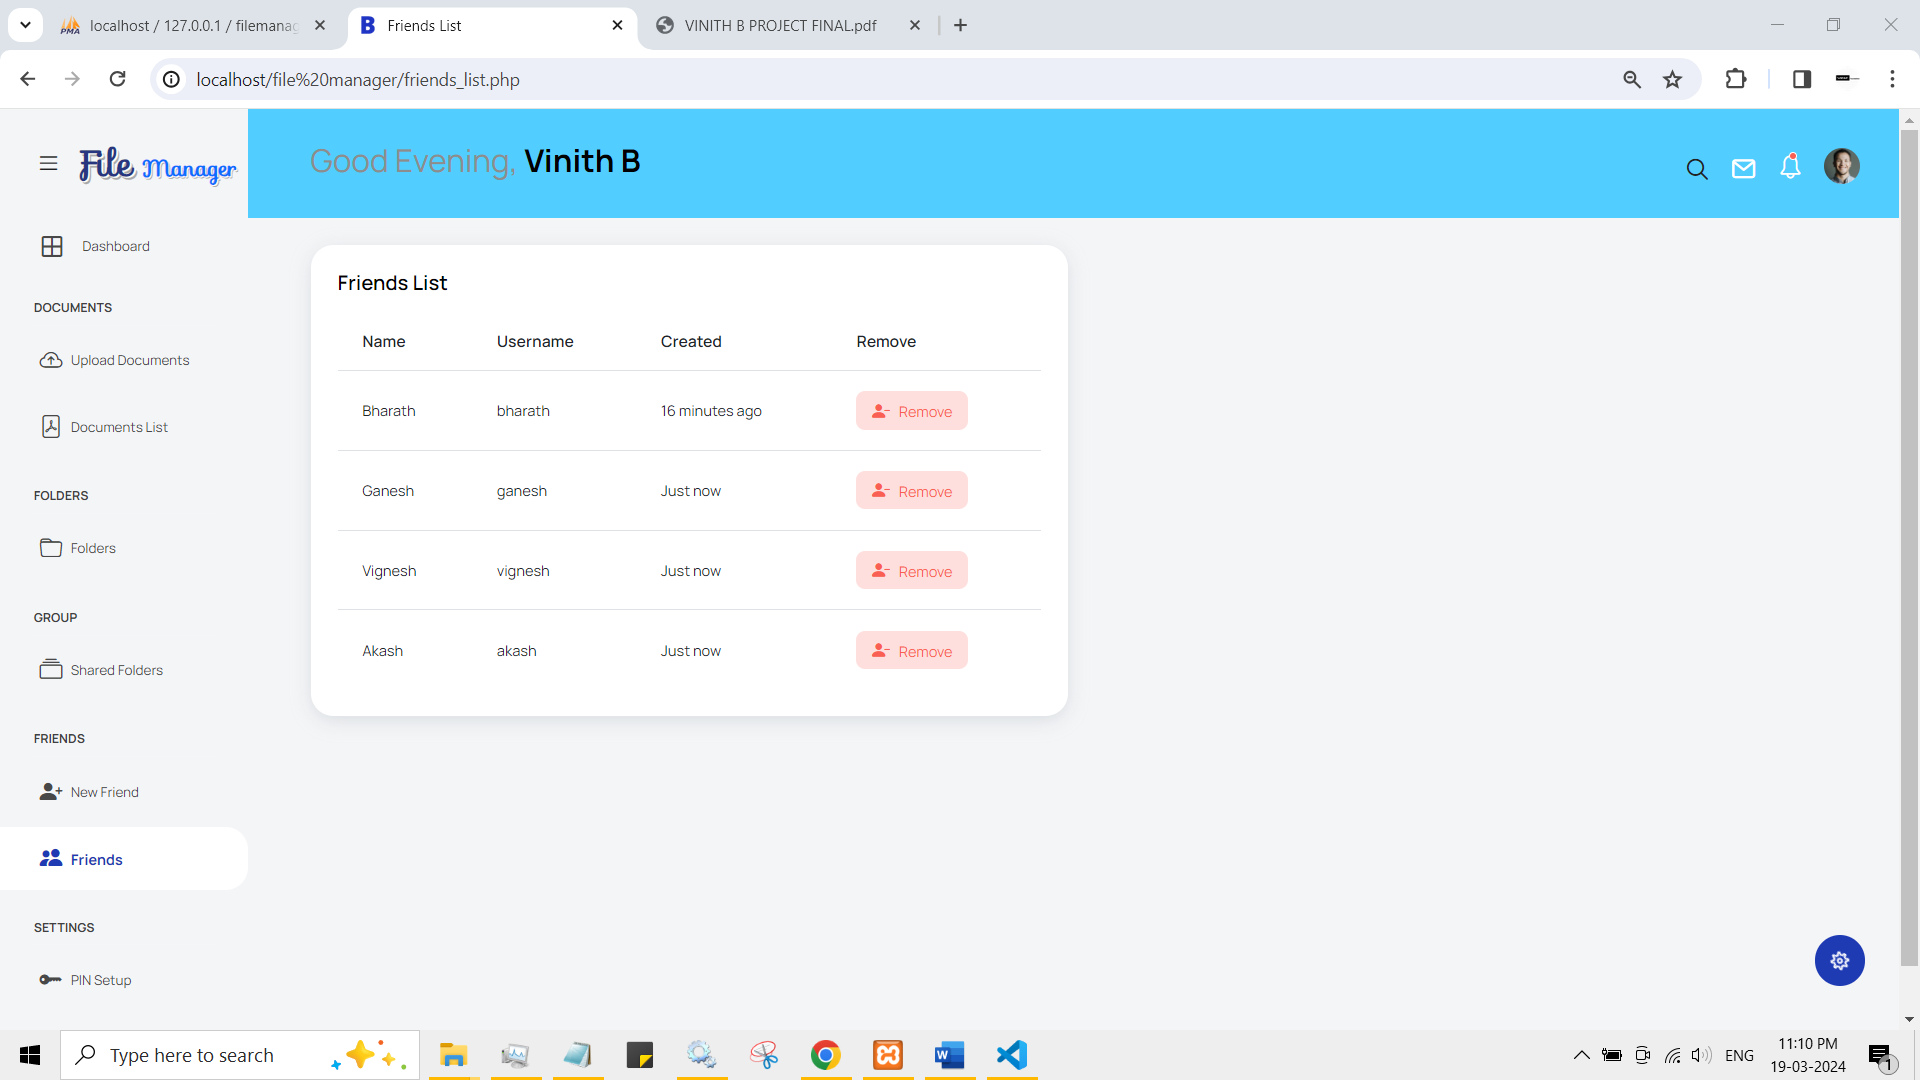 localhost / 127.0.0.1 / filemanag
Friends List
VINITH B PROJECT FINAL.pdf
localhost/file%20manager/friends_list.php
File Manager
Good Evening, Vinith B
Dashboard
DOCUMENTS
Upload Documents
Documents List
FOLDERS
Folders
GROUP
Shared Folders
FRIENDS
New Friend
Friends
SETTINGS
PIN Setup
Friends List
Name Username Created Remove
Bharath bharath 16 minutes ago Remove
Ganesh ganesh Just now Remove
Vignesh vignesh Just now Remove
Akash akash Just now Remove
Type here to search
ENG
11:10 PM
19-03-2024
1